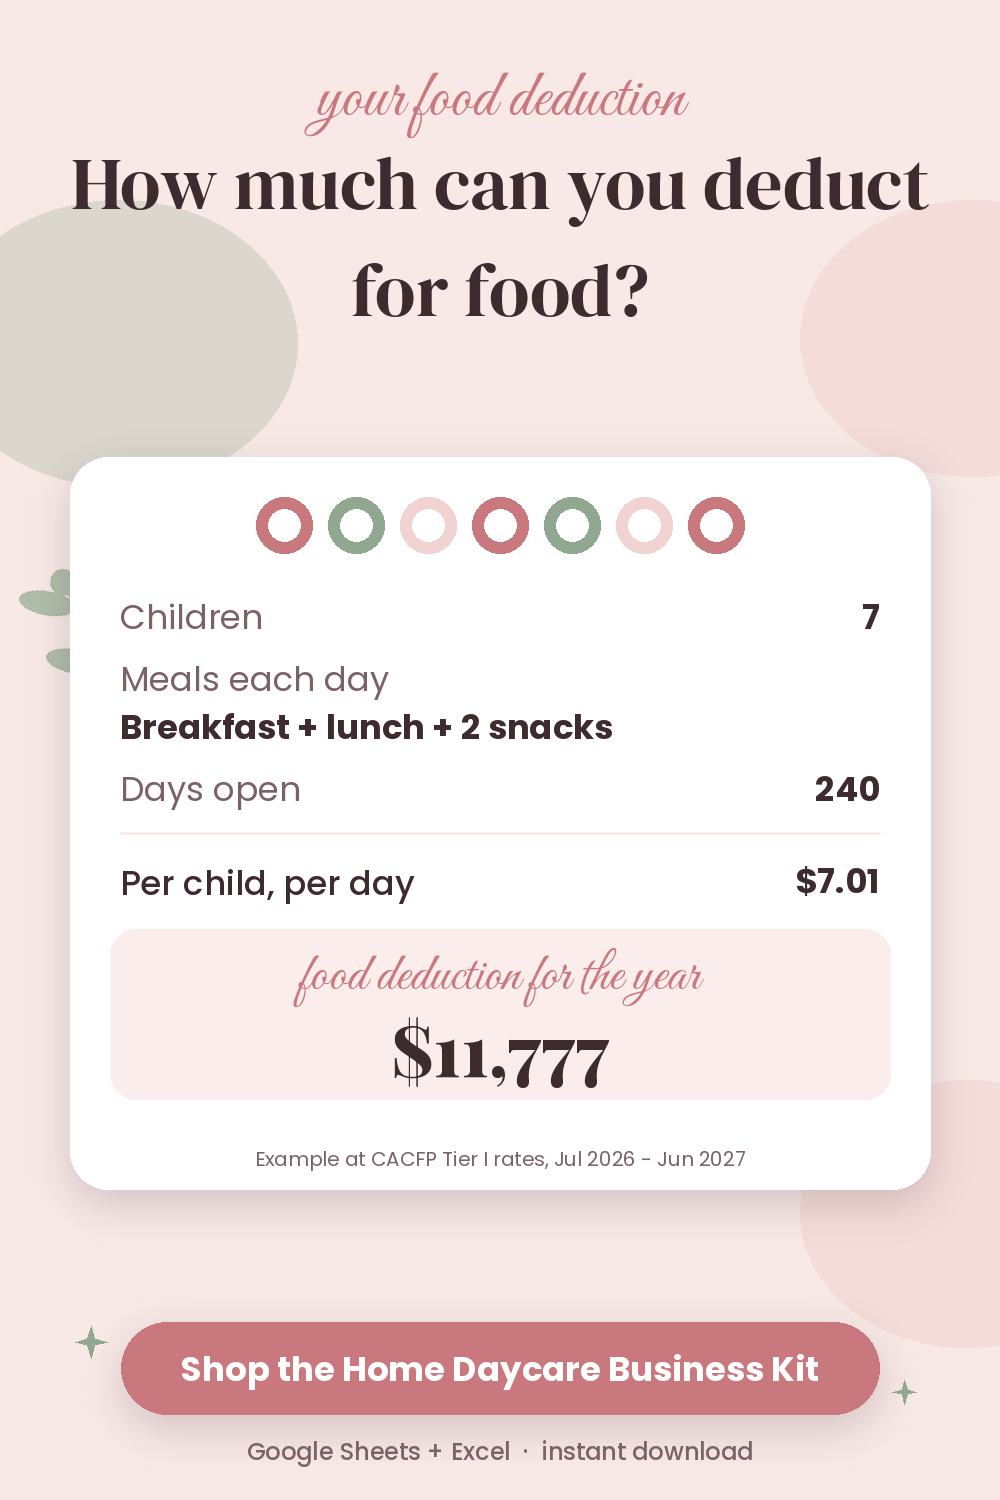 your food deduction
How much can you deduct
for food?
Children 7
Meals each day
Breakfast + lunch + 2 snacks
Days open 240
Per child, per day $7.01
food deduction for the year
$11,777
Example at CACFP Tier I rates, Jul 2026 - Jun 2027
Shop the Home Daycare Business Kit
Google Sheets + Excel · instant download